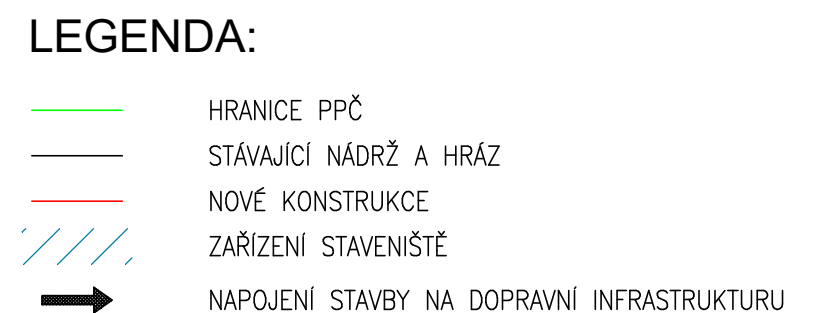 LEGENDA:
HRANICE PPČ
STÁVAJÍCÍ NÁDRŽ A HRÁZ
NOVÉ KONSTRUKCE
ZAŘÍZENÍ STAVENIŠTĚ
NAPOJENÍ STAVBY NA DOPRAVNÍ INFRASTRUKTURU